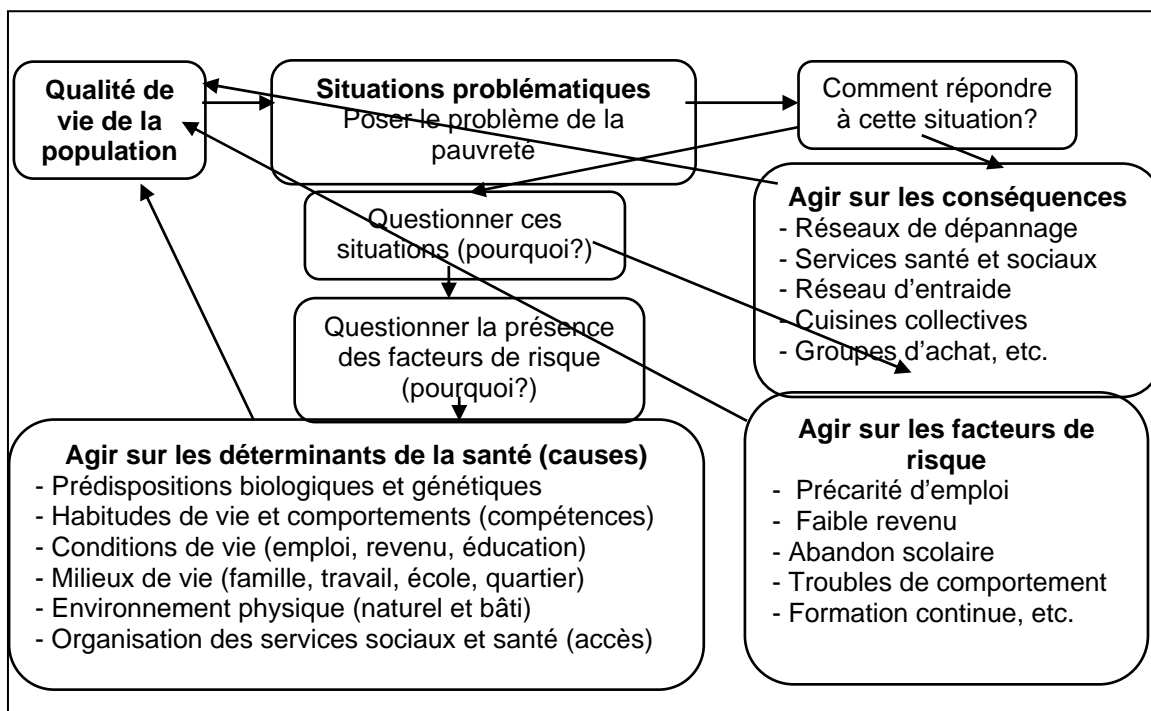 Qualité de
vie de la
population
Situations problématiques
Poser le problème de la
pauvreté
Comment répondre
à cette situation?
Agir sur les conséquences
- Réseaux de dépannage
- Services santé et sociaux
- Réseau d'entraide
- Cuisines collectives
- Groupes d'achat, etc.
Questionner ces
situations (pourquoi?)
Questionner la présence
des facteurs de risque
(pourquoi?)
Agir sur les déterminants de la santé (causes)
- Prédispositions biologiques et génétiques
- Habitudes de vie et comportements (compétences)
- Conditions de vie (emploi, revenu, éducation)
- Milieux de vie (famille, travail, école, quartier)
- Environnement physique (naturel et bâti)
- Organisation des services sociaux et santé (accès)
Agir sur les facteurs de
risque
- Précarité d'emploi
- Faible revenu
- Abandon scolaire
- Troubles de comportement
- Formation continue, etc.